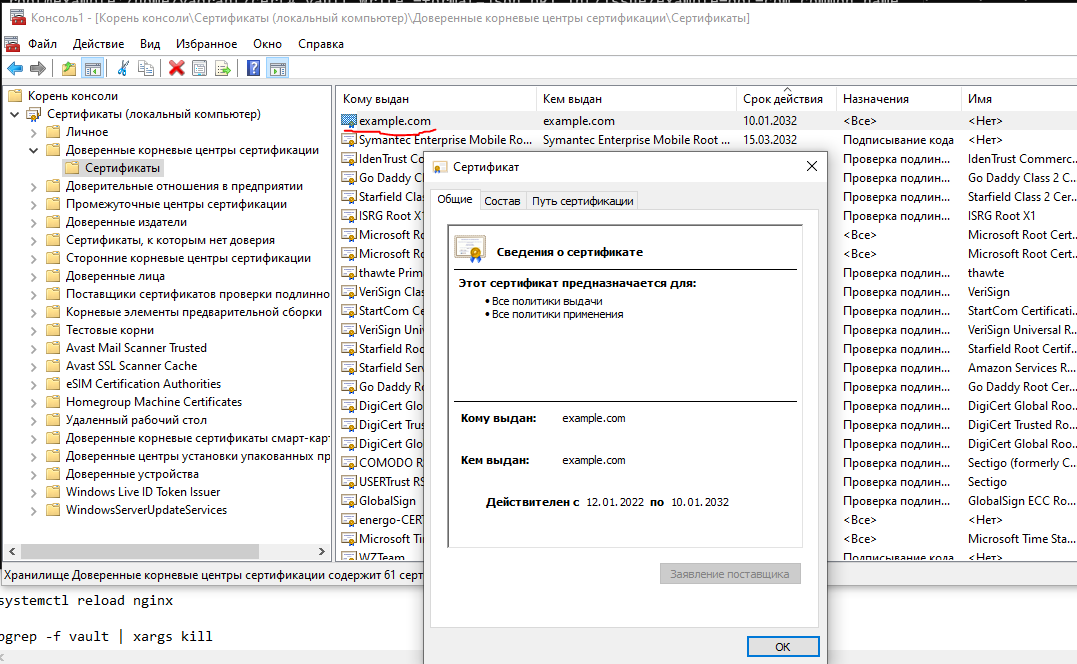 Консоль1 - [Корень консоли\Сертификаты (локальный компьютер)\Доверенные корневые центры сертификации\Сертификаты]
Файл Действие Вид Избранное Окно Справка
Корень консоли
Сертификаты (локальный компьютер)
Личное
Доверенные корневые центры сертификации
Сертификаты
Доверительные отношения в предприятии
Промежуточные центры сертификации
Доверенные издатели
Сертификаты, к которым нет доверия
Сторонние корневые центры сертификации
Доверенные лица
Поставщики сертификатов проверки подлинно
Корневые элементы предварительной сборки
Тестовые корни
Avast Mail Scanner Trusted
Avast SSL Scanner Cache
eSIM Certification Authorities
Homegroup Machine Certificates
Удаленный рабочий стол
Доверенные корневые сертификаты смарт-карт
Доверенные центры установки упакованных пр
Доверенные устройства
Windows Live ID Token Issuer
WindowsServerUpdateServices
Кому выдан Кем выдан Срок действия Назначения Имя
example.com example.com 10.01.2032 <Все> <Нет>
Symantec Enterprise Mobile Ro... Symantec Enterprise Mobile Root ... 15.03.2032 Подписывание кода <Нет>
IdenTrust Co Проверка подлин... IdenTrust Commerc...
Go Daddy Cl Проверка подлин... Go Daddy Class 2 C...
Starfield Clas Проверка подлин... Starfield Class 2 Cer...
ISRG Root X1 Проверка подлин... ISRG Root X1
Microsoft Ro <Все> Microsoft Root Cert...
Microsoft Ro <Все> Microsoft Root Cert...
thawte Prim Проверка подлин... thawte
VeriSign Clas Проверка подлин... VeriSign
StartCom Ce Проверка подлин... StartCom Certificati...
VeriSign Uni Проверка подлин... VeriSign Universal R...
Starfield Roo Проверка подлин... Starfield Root Certif...
Starfield Ser Проверка подлин... Amazon Services R...
Go Daddy Ro Проверка подлин... Go Daddy Root Cer...
DigiCert Glo Проверка подлин... DigiCert Global Roo...
DigiCert Trus Проверка подлин... DigiCert Trusted Ro...
DigiCert Glo Проверка подлин... DigiCert Global Roo...
COMODO R Проверка подлин... Sectigo (formerly C...
USERTrust RS Проверка подлин... Sectigo
GlobalSign Проверка подлин... GlobalSign ECC Ro...
energo-CER <Все> <Нет>
Microsoft Ti <Все> Microsoft Time Sta...
WZTeam Подписывание кода <Нет>
Сертификат
Общие Состав Путь сертификации
Сведения о сертификате
Этот сертификат предназначается для:
• Все политики выдачи
• Все политики применения
Кому выдан: example.com
Кем выдан: example.com
Действителен с 12.01.2022 по 10.01.2032
Заявление поставщика
ОК
Хранилище Доверенные корневые центры сертификации содержит 61 серт
systemctl reload nginx
pgrep -f vault | xargs kill